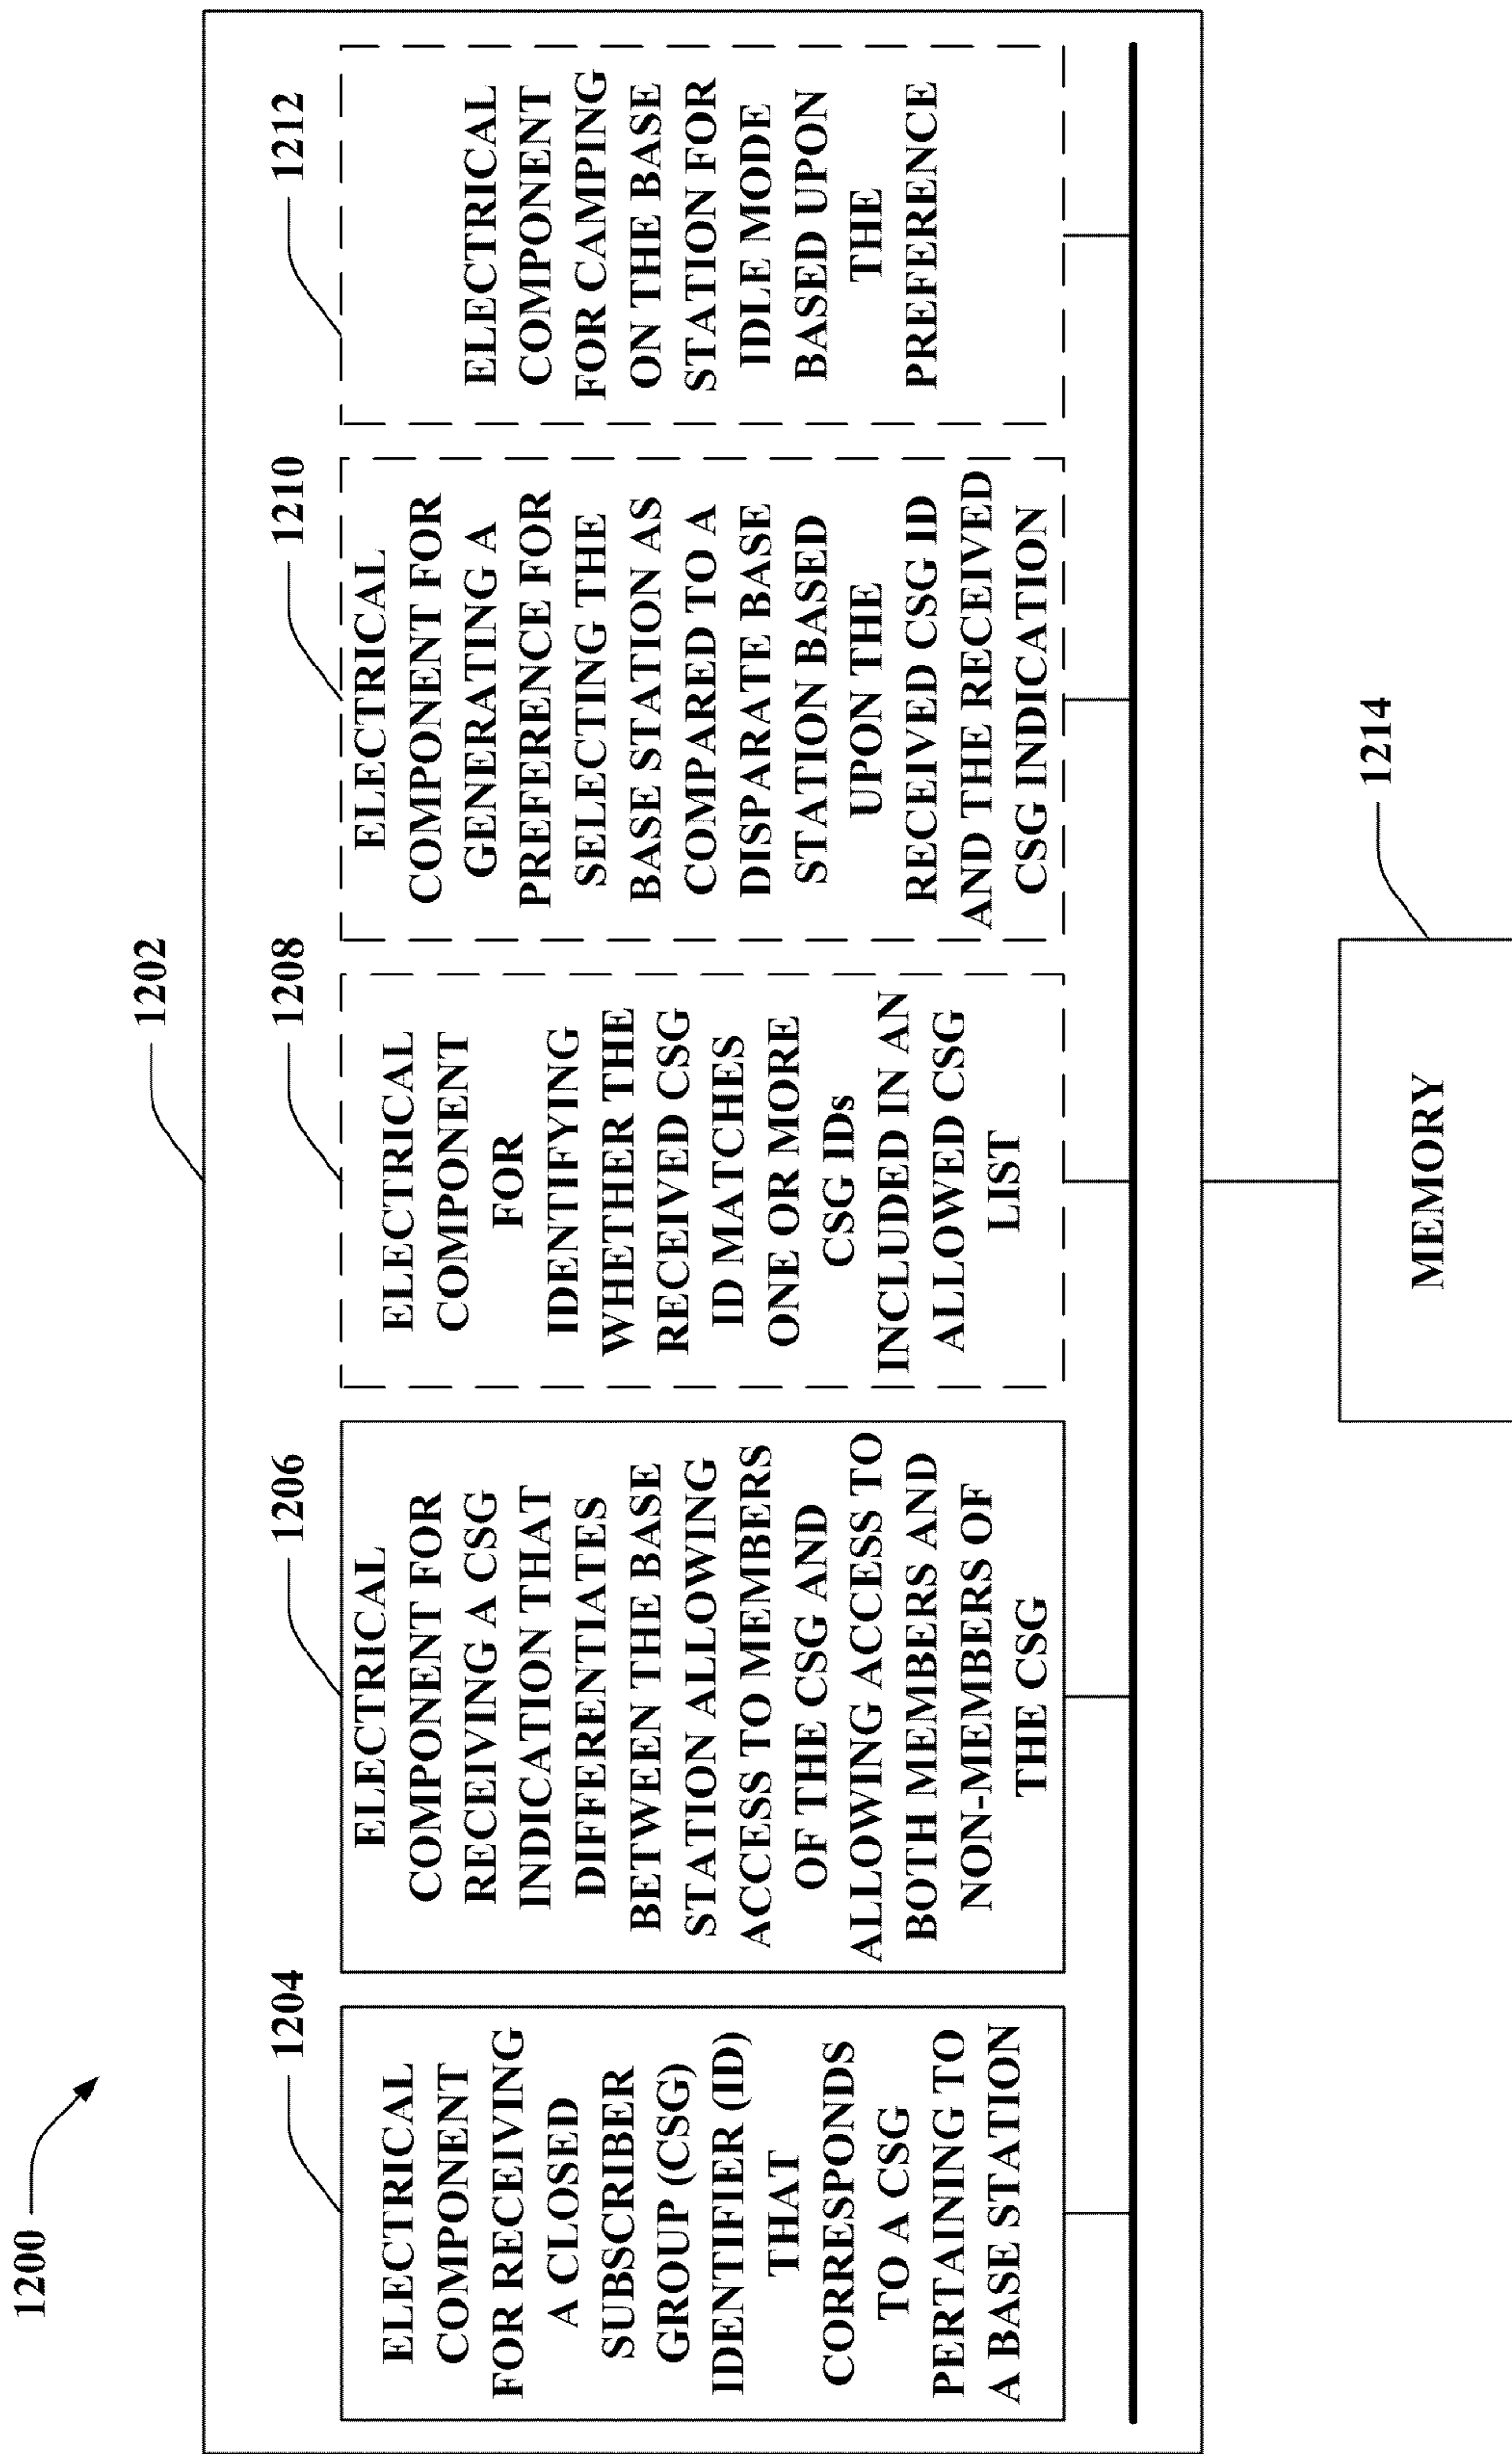 1200
1202
1204
ELECTRICAL
COMPONENT
FOR RECEIVING
A CLOSED
SUBSCRIBER
GROUP (CSG)
IDENTIFIER (ID)
THAT
CORRESPONDS
TO A CSG
PERTAINING TO
A BASE STATION
1206
ELECTRICAL
COMPONENT FOR
RECEIVING A CSG
INDICATION THAT
DIFFERENTIATES
BETWEEN THE BASE
STATION ALLOWING
ACCESS TO MEMBERS
OF THE CSG AND
ALLOWING ACCESS TO
BOTH MEMBERS AND
NON-MEMBERS OF
THE CSG
1208
ELECTRICAL
COMPONENT
FOR
IDENTIFYING
WHETHER THE
RECEIVED CSG
ID MATCHES
ONE OR MORE
CSG IDs
INCLUDED IN AN
ALLOWED CSG
LIST
1210
ELECTRICAL
COMPONENT FOR
GENERATING A
PREFERENCE FOR
SELECTING THE
BASE STATION AS
COMPARED TO A
DISPARATE BASE
STATION BASED
UPON THE
RECEIVED CSG ID
AND THE RECEIVED
CSG INDICATION
1212
ELECTRICAL
COMPONENT
FOR CAMPING
ON THE BASE
STATION FOR
IDLE MODE
BASED UPON
THE
PREFERENCE
1214
MEMORY